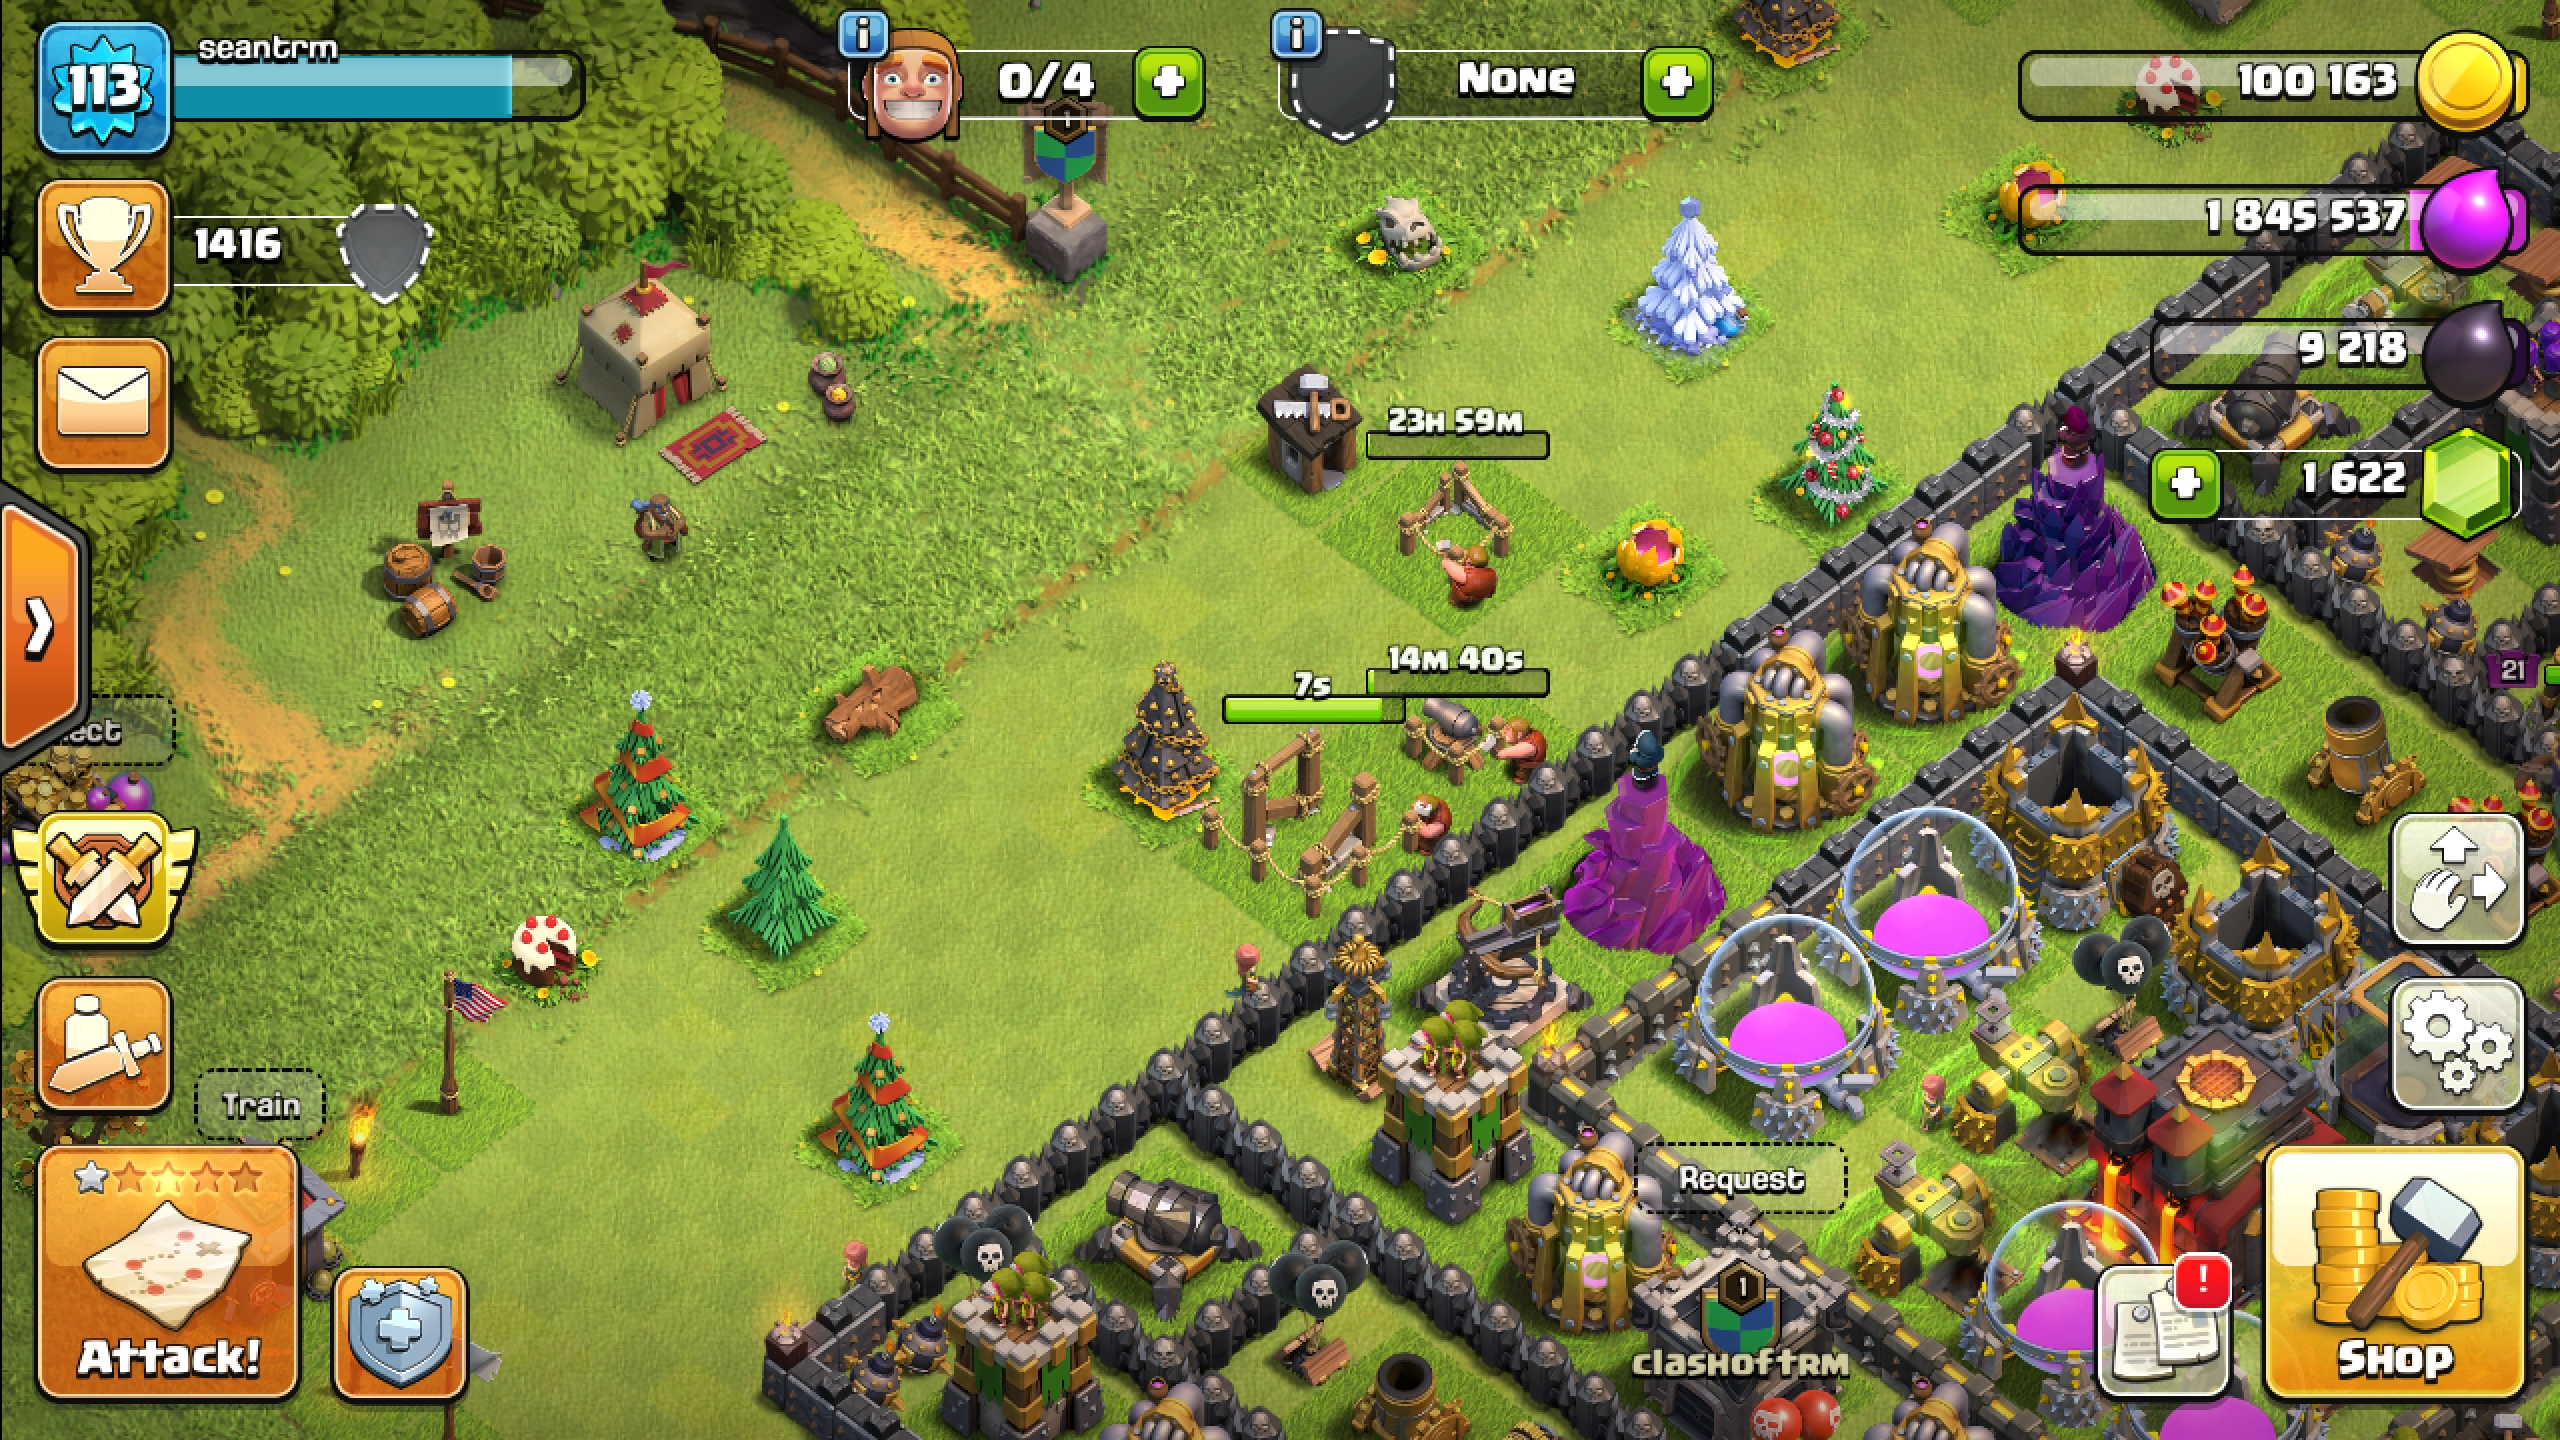 113
seantrm
0/4
None
100 163
1416
1 845 537
9 218
1 622
23H 59M
14M 40s
7s
21
Train
Request
1
1
clashoftrm
Attack!
!
Shop